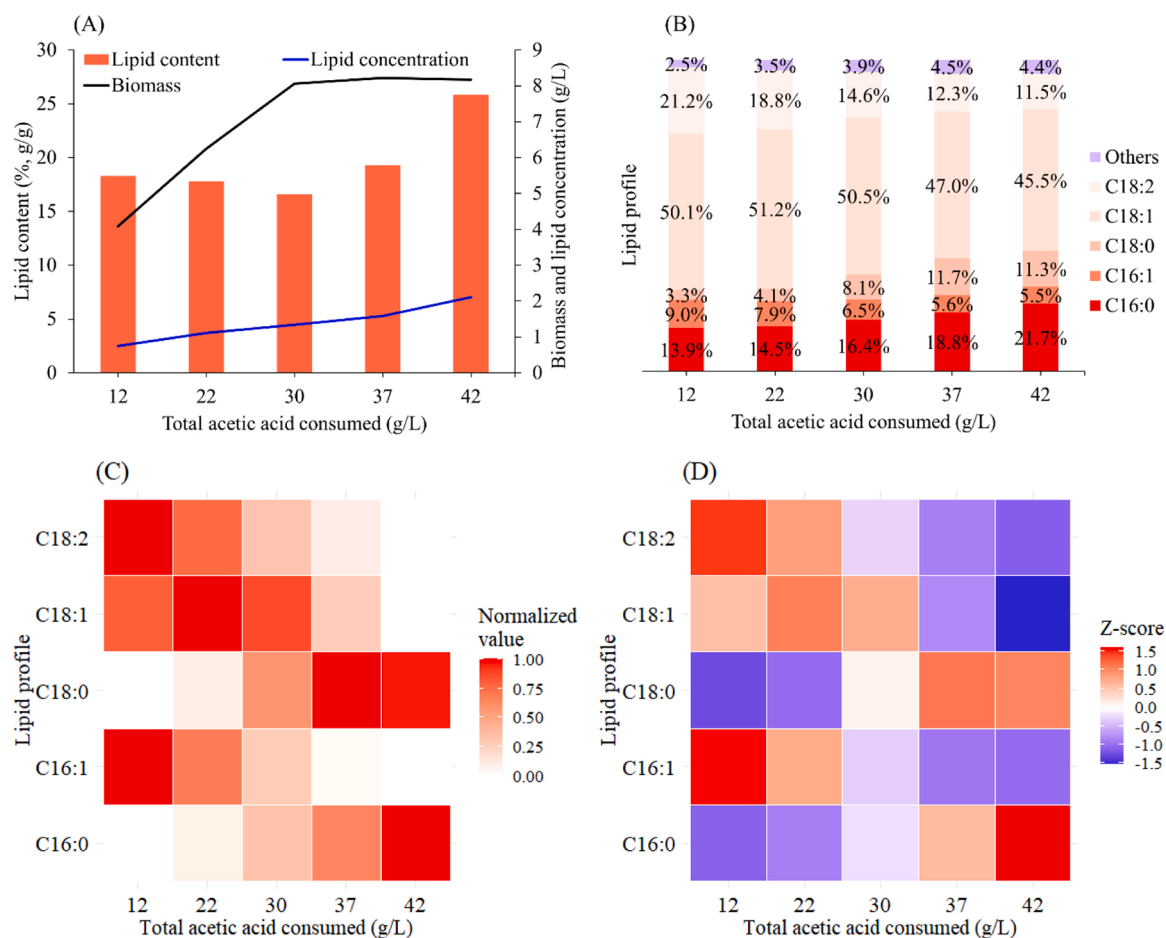 (A)
Lipid content
Lipid concentration
Biomass
30
25
20
15
10
5
0
Lipid content (%, g/g)
9
8
7
6
5
4
3
2
1
0
Biomass and lipid concentration (g/L)
12 22 30 37 42
Total acetic acid consumed (g/L)
(B)
Lipid profile
2.5% 3.5% 3.9% 4.5% 4.4%
21.2% 18.8% 14.6% 12.3% 11.5%
50.1% 51.2% 50.5% 47.0% 45.5%
3.3% 4.1% 8.1% 11.7% 11.3%
9.0% 7.9% 6.5% 5.6% 5.5%
13.9% 14.5% 16.4% 18.8% 21.7%
12 22 30 37 42
Total acetic acid consumed (g/L)
Others
C18:2
C18:1
C18:0
C16:1
C16:0
(C)
Lipid profile
C18:2
C18:1
C18:0
C16:1
C16:0
12 22 30 37 42
Total acetic acid consumed (g/L)
Normalized
value
1.00
0.75
0.50
0.25
0.00
(D)
Lipid profile
C18:2
C18:1
C18:0
C16:1
C16:0
12 22 30 37 42
Total acetic acid consumed (g/L)
Z-score
1.5
1.0
0.5
0.0
-0.5
-1.0
-1.5